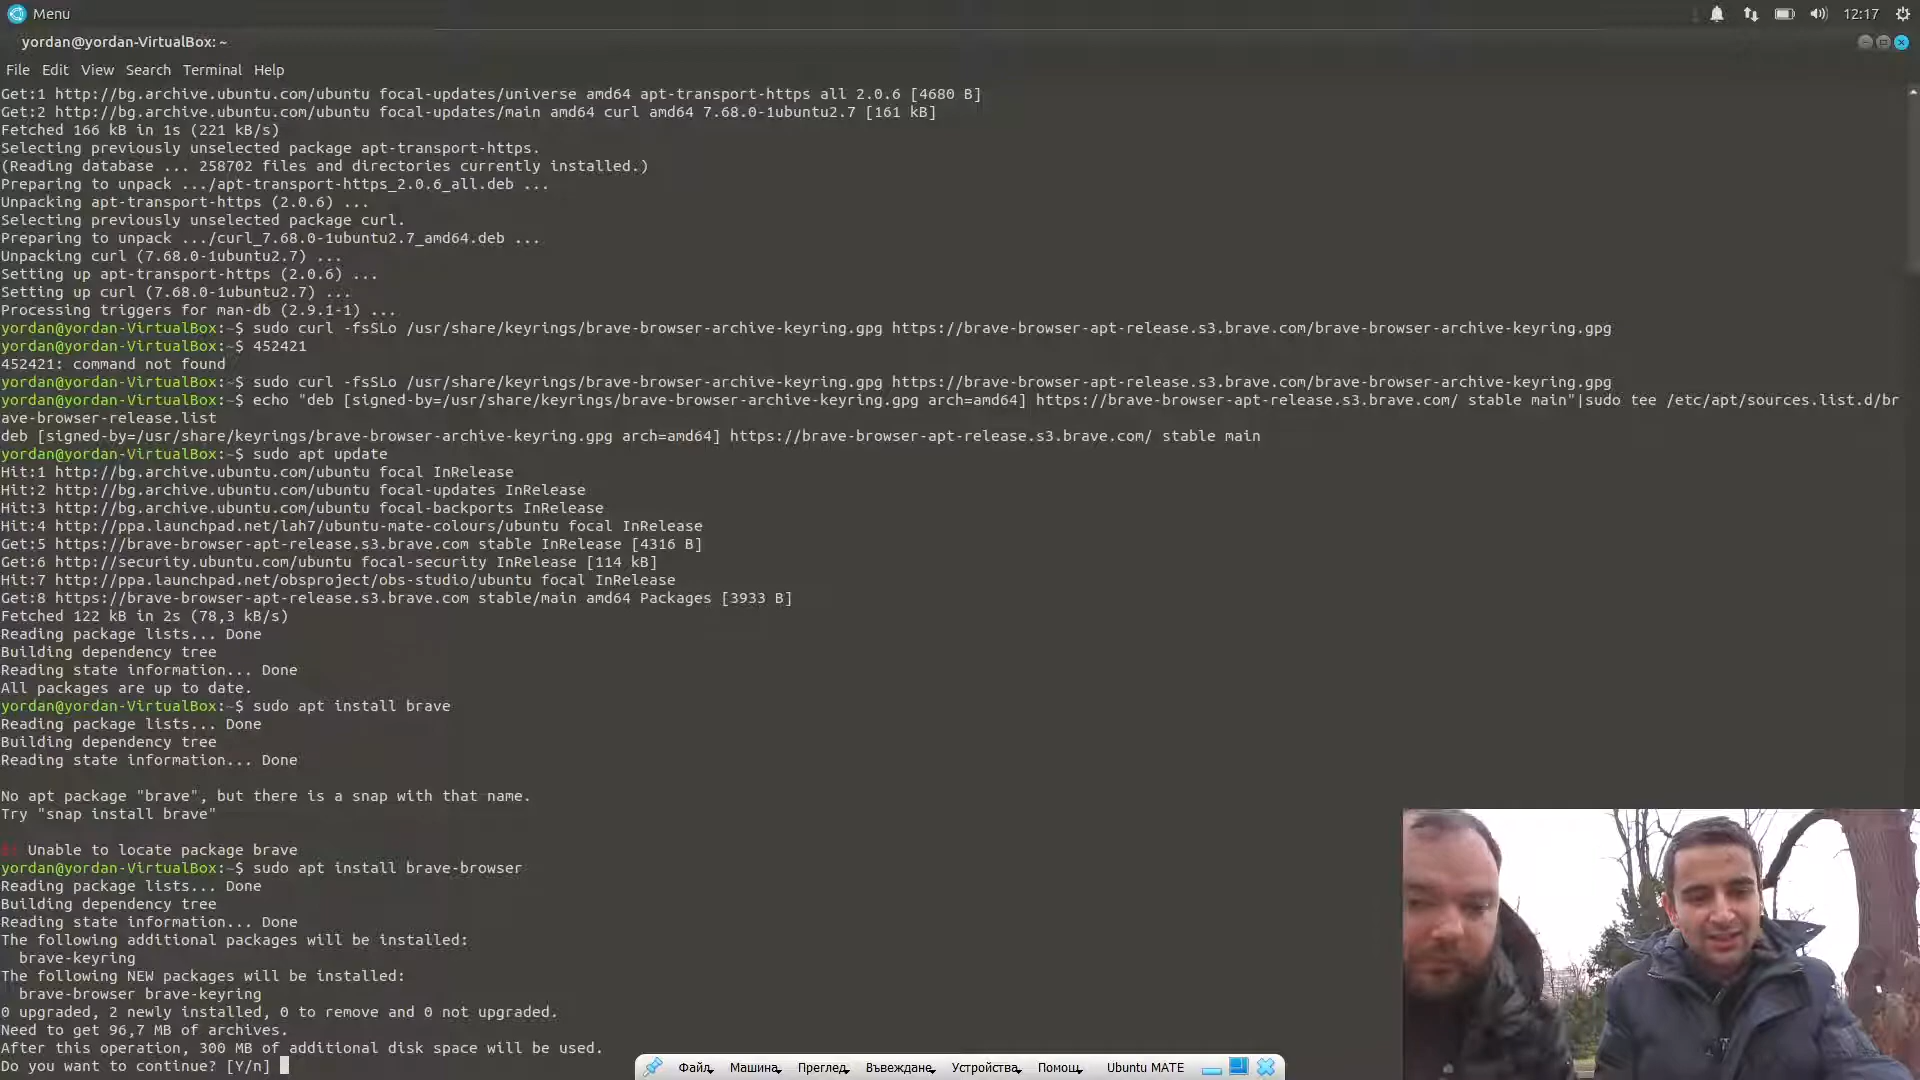 Menu
12:17
yordan@yordan-VirtualBox: ~
File Edit View Search Terminal Help
Get:1 http://bg.archive.ubuntu.com/ubuntu focal-updates/universe amd64 apt-transport-https all 2.0.6 [4680 B]
Get:2 http://bg.archive.ubuntu.com/ubuntu focal-updates/main amd64 curl amd64 7.68.0-1ubuntu2.7 [161 kB]
Fetched 166 kB in 1s (221 kB/s)
Selecting previously unselected package apt-transport-https.
(Reading database ... 258702 files and directories currently installed.)
Preparing to unpack .../apt-transport-https_2.0.6_all.deb ...
Unpacking apt-transport-https (2.0.6) ...
Selecting previously unselected package curl.
Preparing to unpack .../curl_7.68.0-1ubuntu2.7_amd64.deb ...
Unpacking curl (7.68.0-1ubuntu2.7) ...
Setting up apt-transport-https (2.0.6) ...
Setting up curl (7.68.0-1ubuntu2.7) ...
Processing triggers for man-db (2.9.1-1) ...
yordan@yordan-VirtualBox:~$ sudo curl -fsSLo /usr/share/keyrings/brave-browser-archive-keyring.gpg https://brave-browser-apt-release.s3.brave.com/brave-browser-archive-keyring.gpg
yordan@yordan-VirtualBox:~$ 452421
452421: command not found
yordan@yordan-VirtualBox:~$ sudo curl -fsSLo /usr/share/keyrings/brave-browser-archive-keyring.gpg https://brave-browser-apt-release.s3.brave.com/brave-browser-archive-keyring.gpg
yordan@yordan-VirtualBox:~$ echo "deb [signed-by=/usr/share/keyrings/brave-browser-archive-keyring.gpg arch=amd64] https://brave-browser-apt-release.s3.brave.com/ stable main"|sudo tee /etc/apt/sources.list.d/br
ave-browser-release.list
deb [signed-by=/usr/share/keyrings/brave-browser-archive-keyring.gpg arch=amd64] https://brave-browser-apt-release.s3.brave.com/ stable main
yordan@yordan-VirtualBox:~$ sudo apt update
Hit:1 http://bg.archive.ubuntu.com/ubuntu focal InRelease
Hit:2 http://bg.archive.ubuntu.com/ubuntu focal-updates InRelease
Hit:3 http://bg.archive.ubuntu.com/ubuntu focal-backports InRelease
Hit:4 http://ppa.launchpad.net/lah7/ubuntu-mate-colours/ubuntu focal InRelease
Get:5 https://brave-browser-apt-release.s3.brave.com stable InRelease [4316 B]
Get:6 http://security.ubuntu.com/ubuntu focal-security InRelease [114 kB]
Hit:7 http://ppa.launchpad.net/obsproject/obs-studio/ubuntu focal InRelease
Get:8 https://brave-browser-apt-release.s3.brave.com stable/main amd64 Packages [3933 B]
Fetched 122 kB in 2s (78,3 kB/s)
Reading package lists... Done
Building dependency tree
Reading state information... Done
All packages are up to date.
yordan@yordan-VirtualBox:~$ sudo apt install brave
Reading package lists... Done
Building dependency tree
Reading state information... Done
No apt package "brave", but there is a snap with that name.
Try "snap install brave"
Unable to locate package brave
yordan@yordan-VirtualBox:~$ sudo apt install brave-browser
Reading package lists... Done
Building dependency tree
Reading state information... Done
The following additional packages will be installed:
brave-keyring
The following NEW packages will be installed:
brave-browser brave-keyring
0 upgraded, 2 newly installed, 0 to remove and 0 not upgraded.
Need to get 96,7 MB of archives.
After this operation, 300 MB of additional disk space will be used.
Do you want to continue? [Y/n]
Файл Машина Преглед Въвеждане Устройства Помощ Ubuntu MATE